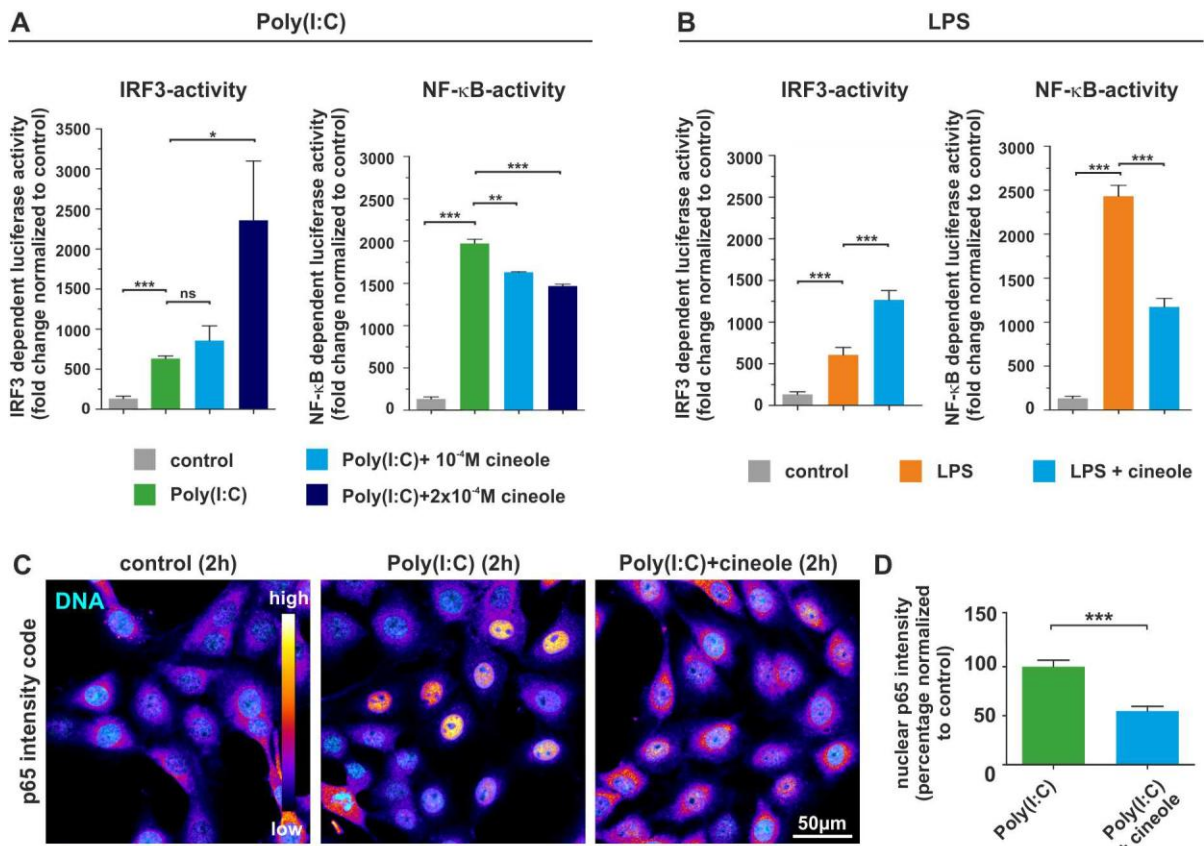 A
Poly(I:C)
IRF3-activity
IRF3 dependent luciferase activity
(fold change normalized to control)
3500
3000
2500
2000
1500
1000
500
0
***
ns
*
NF-κB-activity
NF-κB dependent luciferase activity
(fold change normalized to control)
3000
2500
2000
1500
1000
500
0
***
**
***
control
Poly(I:C)
Poly(I:C)+ 10⁻⁴M cineole
Poly(I:C)+2x10⁻⁴M cineole
B
LPS
IRF3-activity
IRF3 dependent luciferase activity
(fold change normalized to control)
3000
2500
2000
1500
1000
500
0
***
***
NF-κB-activity
NF-κB dependent luciferase activity
(fold change normalized to control)
3000
2500
2000
1500
1000
500
0
***
***
control
LPS
LPS + cineole
C
control (2h)
Poly(I:C) (2h)
Poly(I:C)+cineole (2h)
p65 intensity code
DNA
high
low
50µm
D
nuclear p65 intensity
(percentage normalized
to control)
150
100
50
0
***
Poly(I:C)
Poly(I:C)
cineole